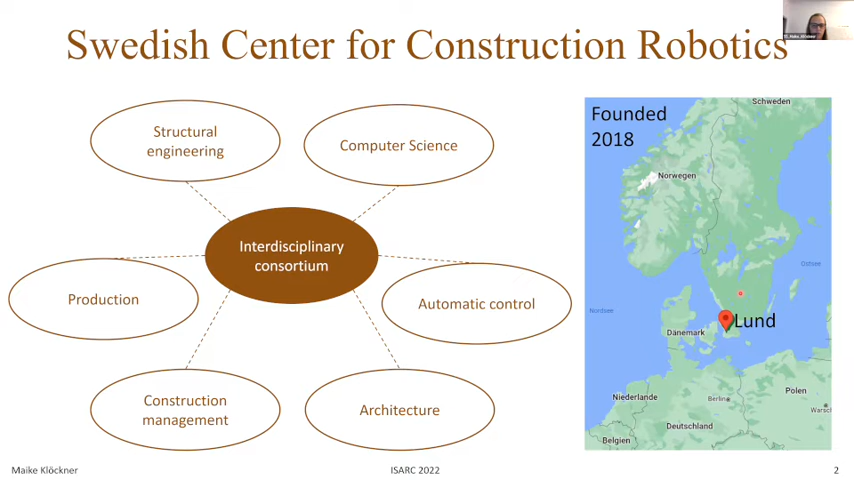 Swedish Center for Construction Robotics
Structural
engineering
Computer Science
Interdisciplinary
consortium
Production
Automatic control
Construction
management
Architecture
Founded
2018
Schweden
Norwegen
Ostsee
Nordsee
Lund
Dänemark
Niederlande
Berlin
Polen
Warsch
Deutschland
Belgien
Maike Klöckner
ISARC 2022
2